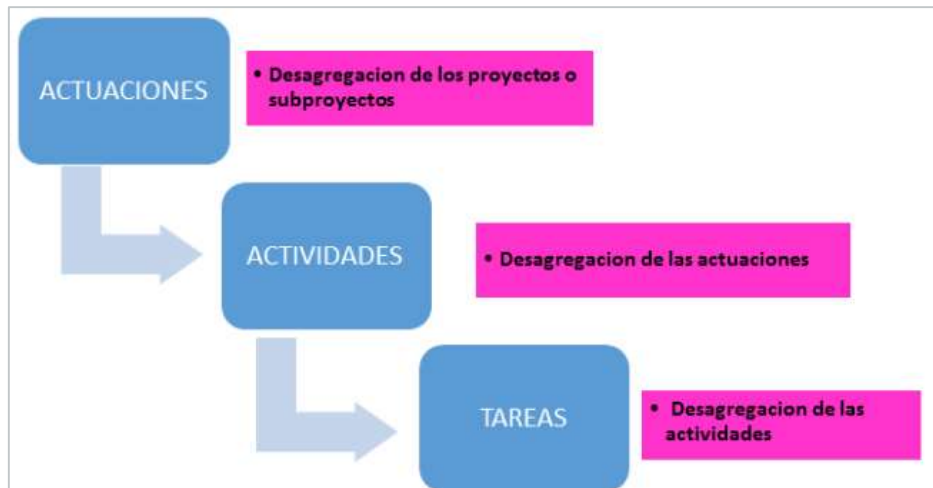 ACTUACIONES
• Desagregacion de los proyectos o
subproyectos
ACTIVIDADES
• Desagregacion de las actuaciones
TAREAS
• Desagregacion de las
actividades